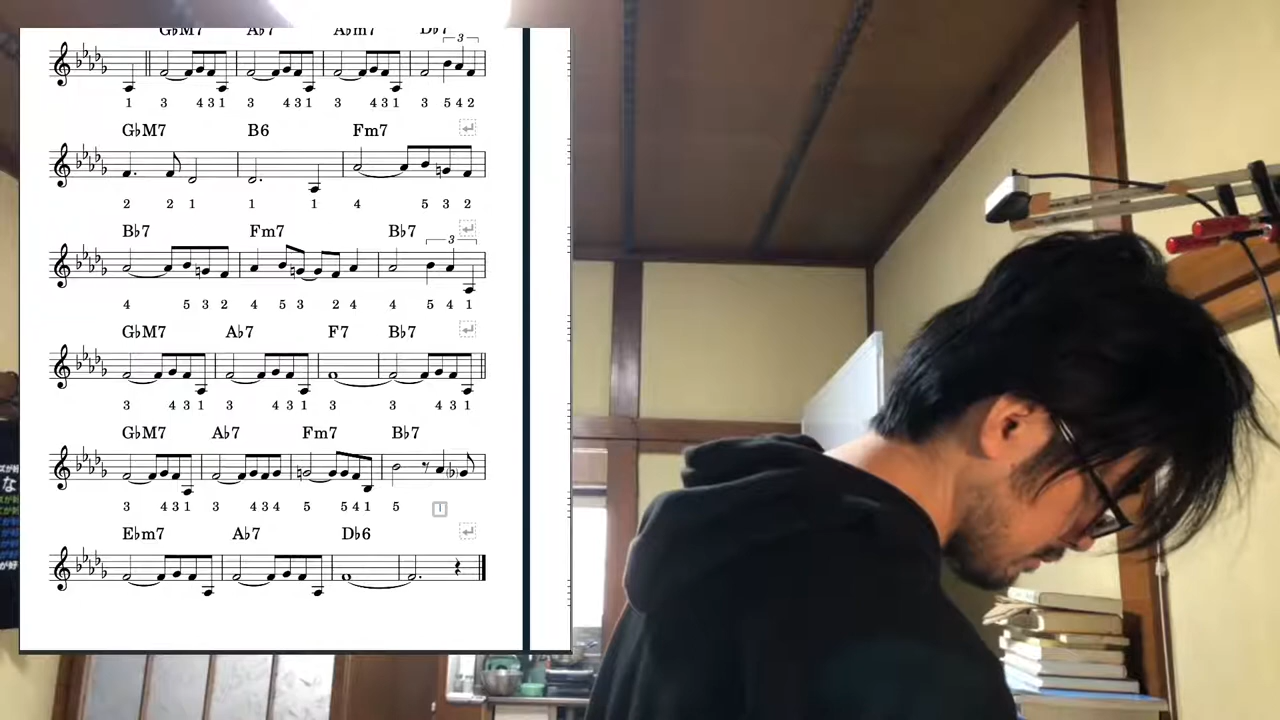 G♭M7 A♭7 A♭m7 D♭7
3
1 3 4 3 1 3 4 3 1 3 4 3 1 3 5 4 2
G♭M7 B6 Fm7
2 2 1 1 1 4 5 3 2
B♭7 Fm7 B♭7
3
4 5 3 2 4 5 3 2 4 4 5 4 1
G♭M7 A♭7 F7 B♭7
3 4 3 1 3 4 3 1 3 3 4 3 1
G♭M7 A♭7 Fm7 B♭7
3 4 3 1 3 4 3 4 5 5 4 1 5
E♭m7 A♭7 D♭6
な